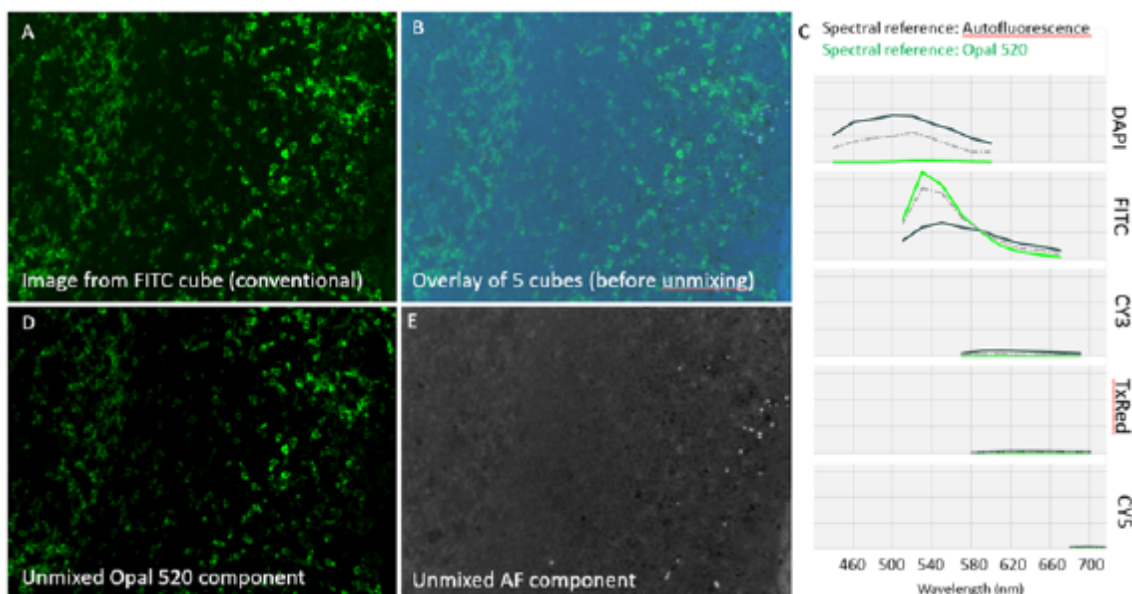 A
Image from FITC cube (conventional)
B
Overlay of 5 cubes (before unmixing)
C Spectral reference: Autofluorescence
Spectral reference: Opal 520
DAPI
FITC
CY3
TxRed
CY5
460 500 540 580 620 660 700
Wavelength (nm)
D
Unmixed Opal 520 component
E
Unmixed AF component